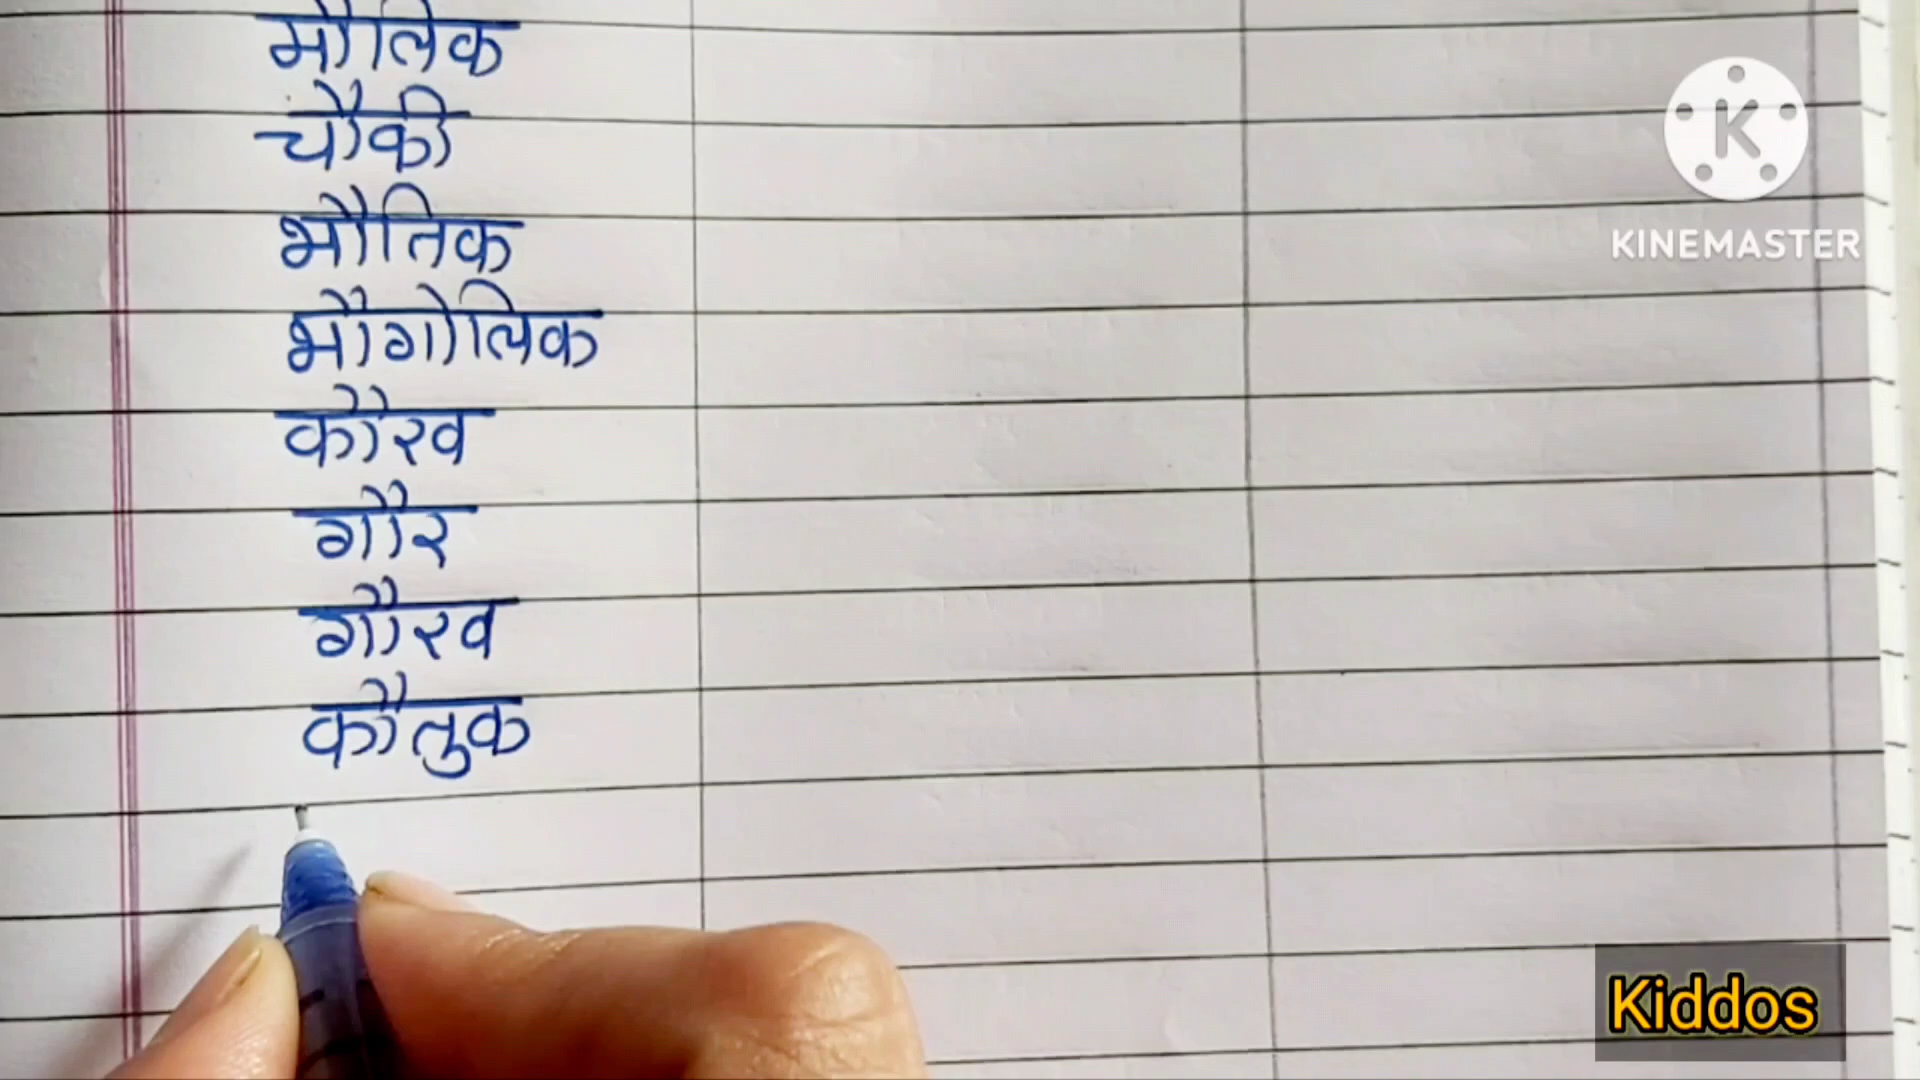 मौलिक
चौकी
भौतिक
भौगोलिक
कौरव
गौर
गौरव
कौतुक
KINEMASTER
Kiddos